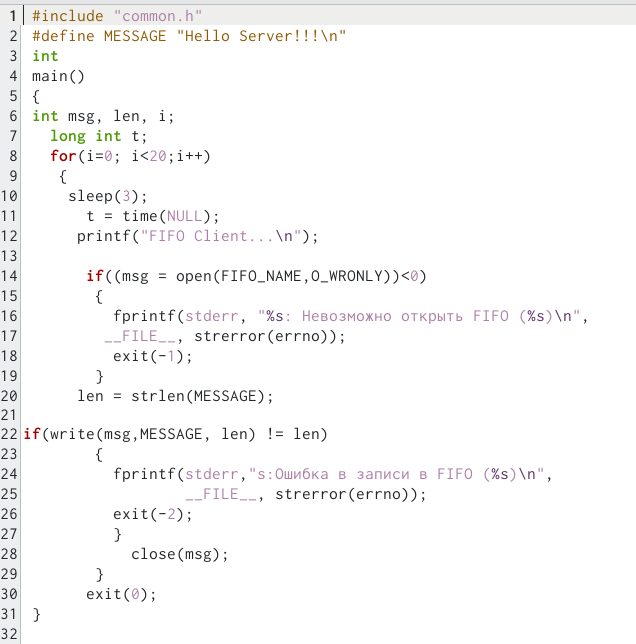 1 #include "common.h"
2 #define MESSAGE "Hello Server!!!\n"
3 int
4 main()
5 {
6 int msg, len, i;
7 long int t;
8 for(i=0; i<20;i++)
9 {
10 sleep(3);
11 t = time(NULL);
12 printf("FIFO Client...\n");
13
14 if((msg = open(FIFO_NAME,O_WRONLY))<0)
15 {
16 fprintf(stderr, "%s: Невозможно открыть FIFO (%s)\n",
17 __FILE__, strerror(errno));
18 exit(-1);
19 }
20 len = strlen(MESSAGE);
21
22 if(write(msg,MESSAGE, len) != len)
23 {
24 fprintf(stderr,"s:Ошибка в записи в FIFO (%s)\n",
25 __FILE__, strerror(errno));
26 exit(-2);
27 }
28 close(msg);
29 }
30 exit(0);
31 }
32